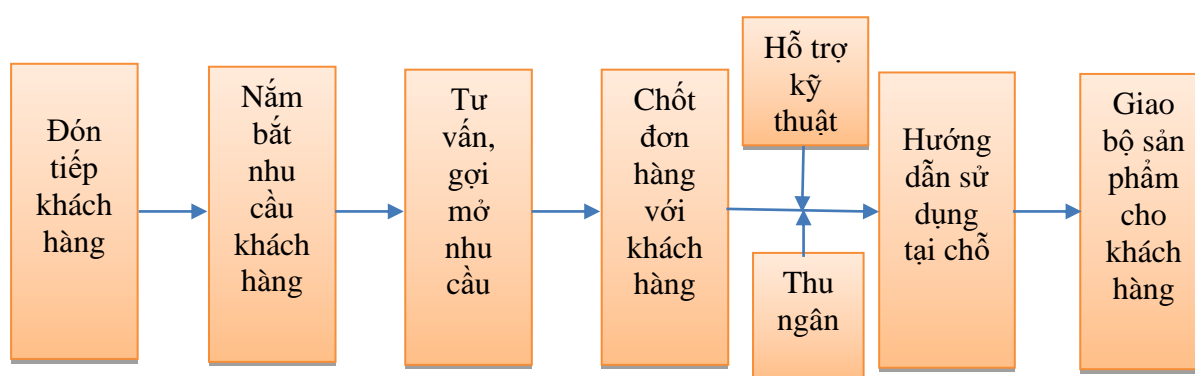 Đón
tiếp
khách
hàng
Nắm
bắt
nhu
cầu
khách
hàng
Tư
vấn,
gợi
mở
nhu
cầu
Chốt
đơn
hàng
với
khách
hàng
Hỗ trợ
kỹ
thuật
Thu
ngân
Hướng
dẫn sử
dụng
tại chỗ
Giao
bộ sản
phẩm
cho
khách
hàng